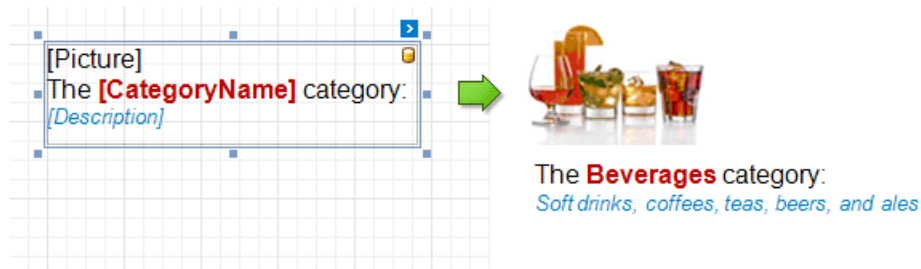 [Picture]
The [CategoryName] category:
[Description]
The Beverages category:
Soft drinks, coffees, teas, beers, and ales